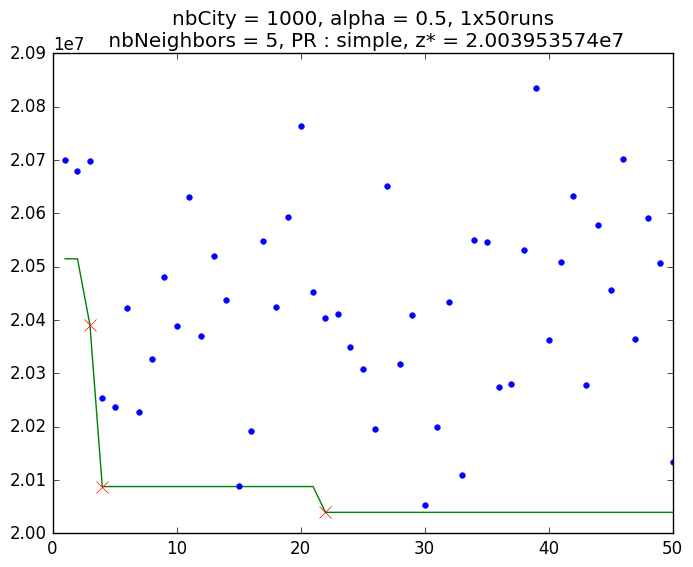 nbCity = 1000, alpha = 0.5, 1x50runs
nbNeighbors = 5, PR : simple, z* = 2.003953574e7
1e7
2.09
2.08
2.07
2.06
2.05
2.04
2.03
2.02
2.01
2.00
0 10 20 30 40 50